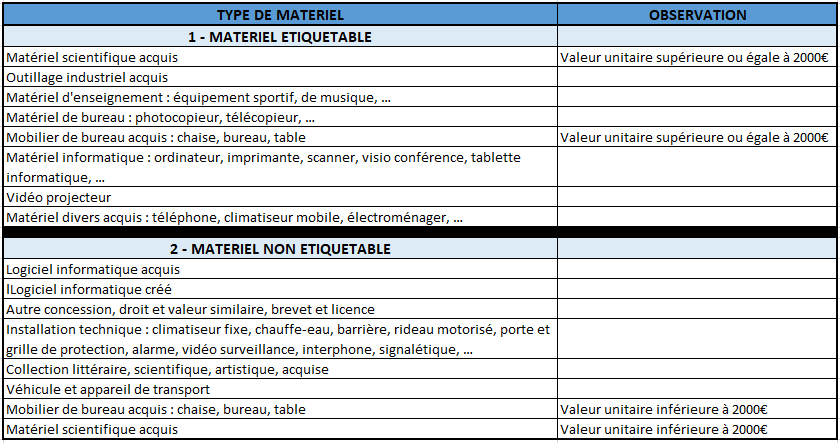 TYPE DE MATERIEL OBSERVATION
1 - MATERIEL ETIQUETABLE
Matériel scientifique acquis Valeur unitaire supérieure ou égale à 2000€
Outillage industriel acquis
Matériel d'enseignement : équipement sportif, de musique, …
Matériel de bureau : photocopieur, télécopieur, …
Mobilier de bureau acquis : chaise, bureau, table Valeur unitaire supérieure ou égale à 2000€
Matériel informatique : ordinateur, imprimante, scanner, visio conférence, tablette
informatique, …
Vidéo projecteur
Matériel divers acquis : téléphone, climatiseur mobile, électroménager, …
2 - MATERIEL NON ETIQUETABLE
Logiciel informatique acquis
lLogiciel informatique créé
Autre concession, droit et valeur similaire, brevet et licence
Installation technique : climatiseur fixe, chauffe-eau, barrière, rideau motorisé, porte et
grille de protection, alarme, vidéo surveillance, interphone, signalétique, …
Collection littéraire, scientifique, artistique, acquise
Véhicule et appareil de transport
Mobilier de bureau acquis : chaise, bureau, table Valeur unitaire inférieure à 2000€
Matériel scientifique acquis Valeur unitaire inférieure à 2000€